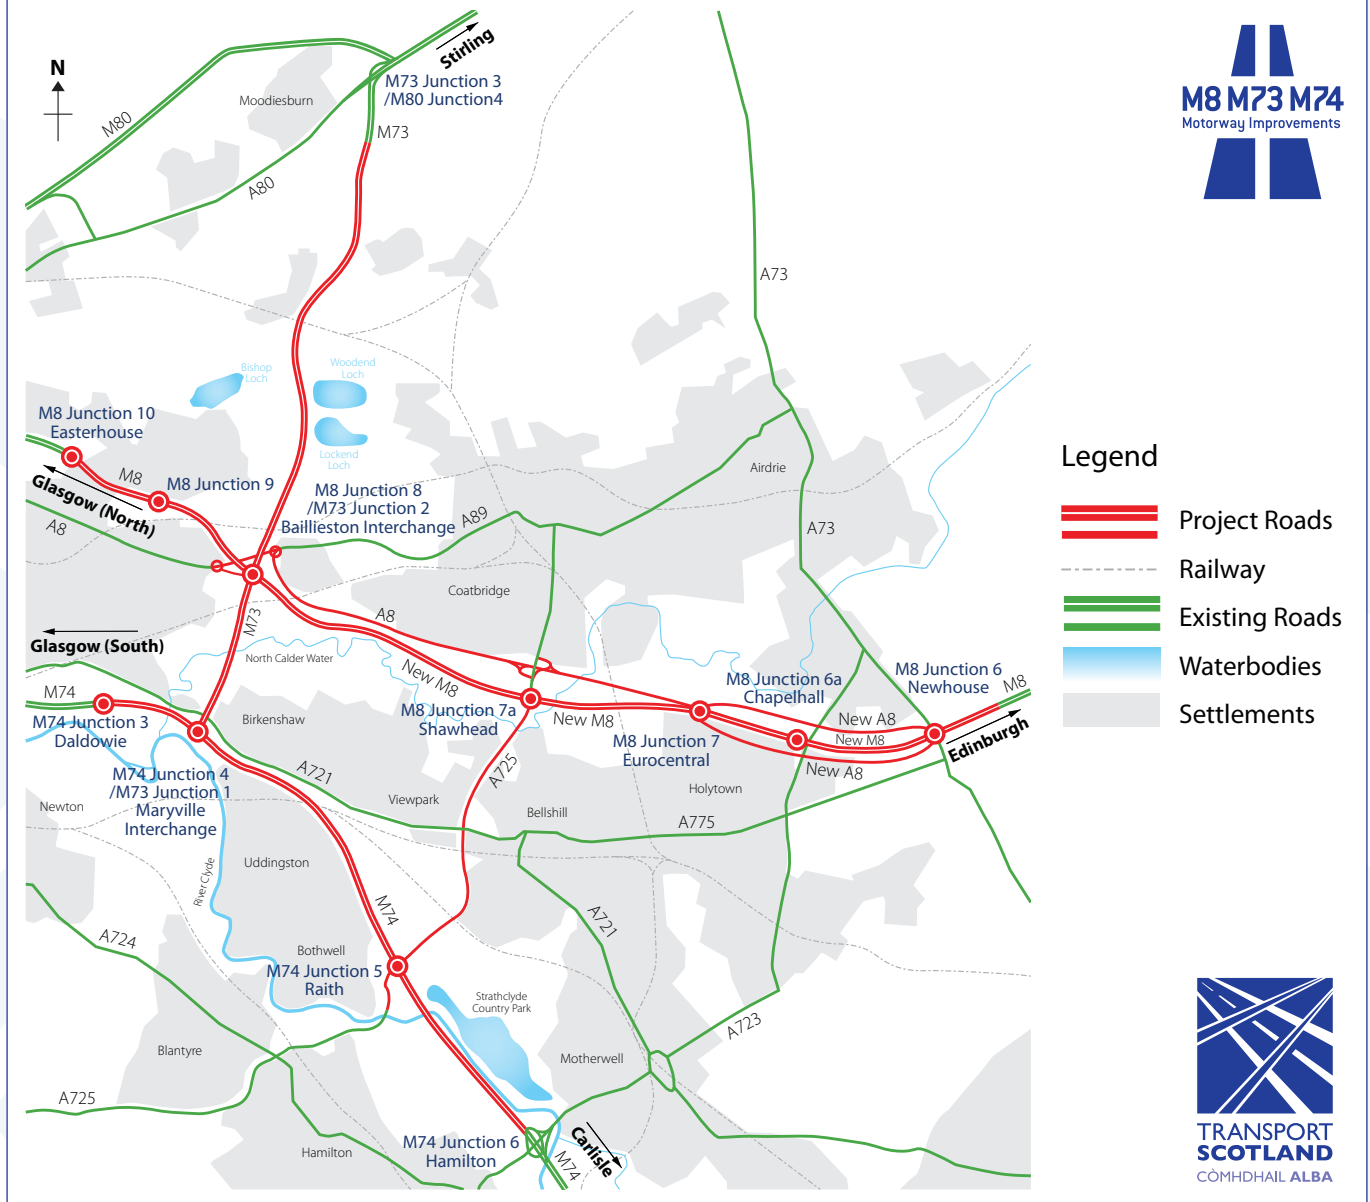 Stirling
N
M73 Junction 3
/M80 Junction4
Moodiesburn
M80
M73
A80
M8 M73 M74
Motorway Improvements
A73
Bishop
Loch
Woodend
Loch
Lockend
Loch
M8 Junction 10
Easterhouse
M8
M8 Junction 9
Glasgow (North)
A8
M8 Junction 8
/M73 Junction 2
Baillieston Interchange
A89
Airdrie
A73
Legend
Project Roads
Railway
Existing Roads
Waterbodies
Settlements
Coatbridge
A8
M73
Glasgow (South)
North Calder Water
New M8
M74
M74 Junction 3
Daldowie
Birkenshaw
M8 Junction 7a
Shawhead
New M8
M8 Junction 6a
Chapelhall
M8 Junction 6
Newhouse
M8
New A8
New M8
New A8
Edinburgh
M8 Junction 7
Eurocentral
M74 Junction 4
/M73 Junction 1
Maryville
Interchange
A721
A725
Newton
Viewpark
Bellshill
Holytown
A775
Uddingston
River Clyde
M74
A721
A724
Bothwell
M74 Junction 5
Raith
Strathclyde
Country Park
A723
Blantyre
Motherwell
A725
Hamilton
M74 Junction 6
Hamilton
Carlisle
M74
TRANSPORT
SCOTLAND
CÒMHDHAIL ALBA